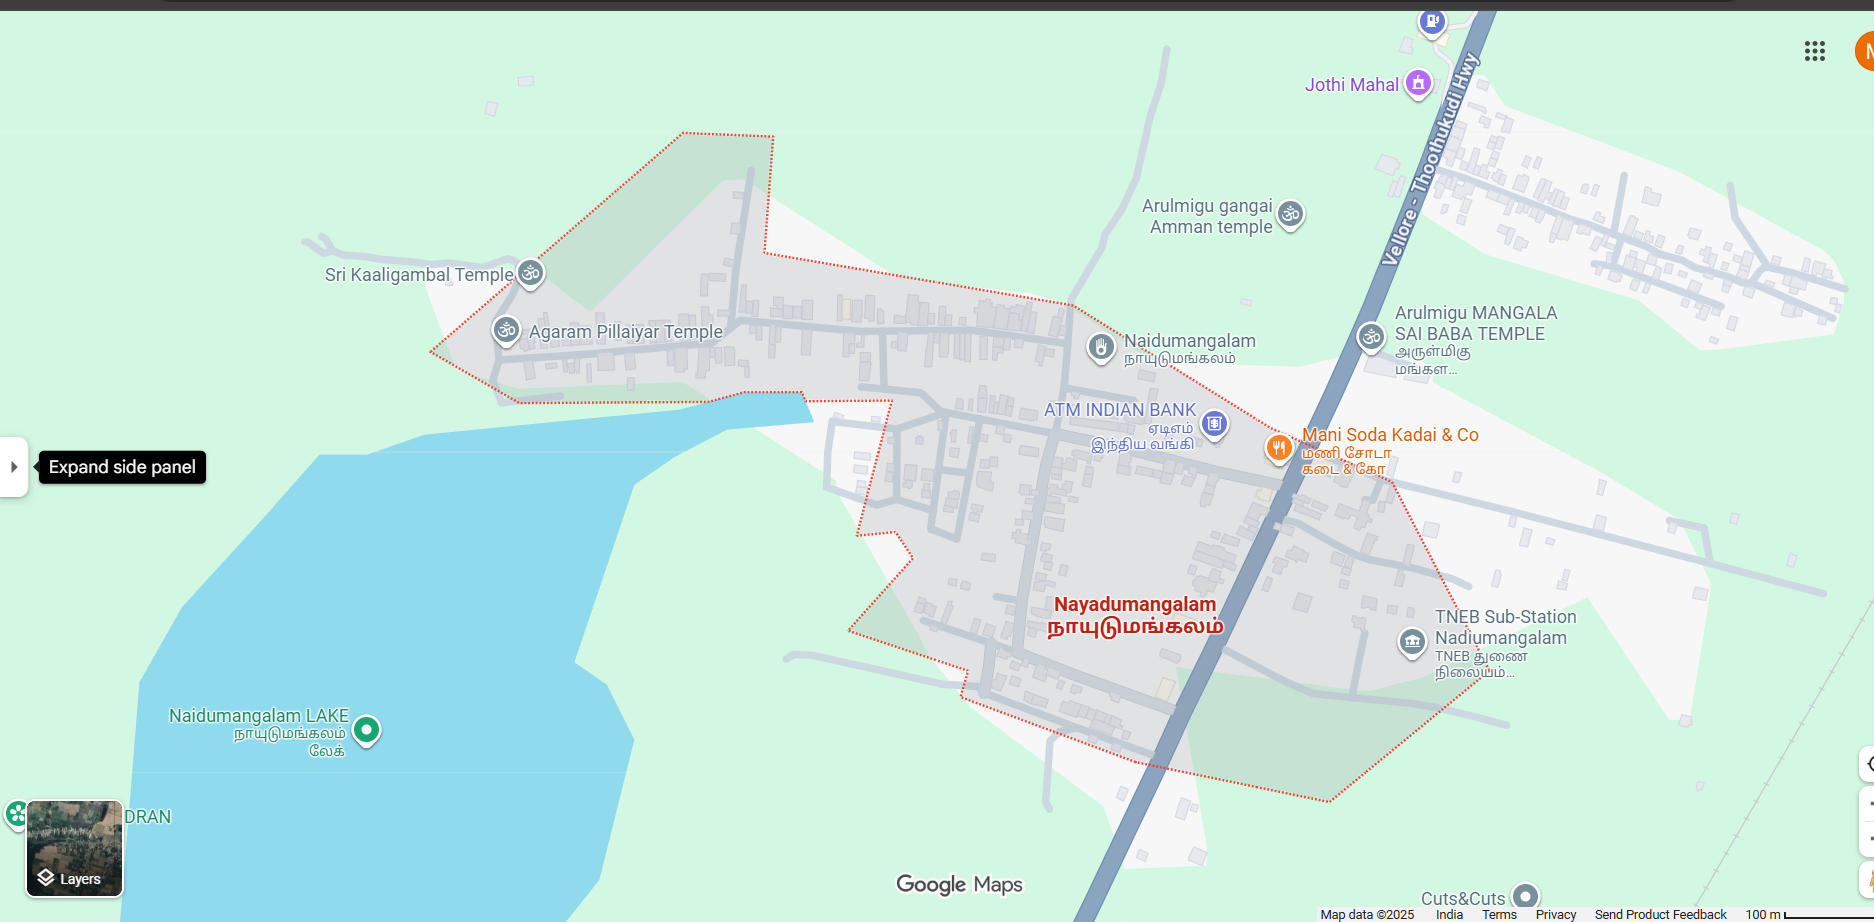 Jothi Mahal
Vellore - Thoothukudi Hwy
Arulmigu gangai
Amman temple
Sri Kaaligambal Temple
Agaram Pillaiyar Temple
Arulmigu MANGALA
SAI BABA TEMPLE
அருள்மிகு
மங்கள...
Naidumangalam
நாயுடுமங்கலம்
ATM INDIAN BANK
ஏடிஎம்
இந்திய வங்கி
Mani Soda Kadai & Co
மணி சோடா
கடை & கோ
Expand side panel
Nayadumangalam
நாயுடுமங்கலம்
TNEB Sub-Station
Nadiumangalam
TNEB துணை
நிலையம்...
Naidumangalam LAKE
நாயுடுமங்கலம்
லேக்
DRAN
Layers
Google Maps
Cuts&Cuts
Map data ©2025 India Terms Privacy Send Product Feedback 100 m